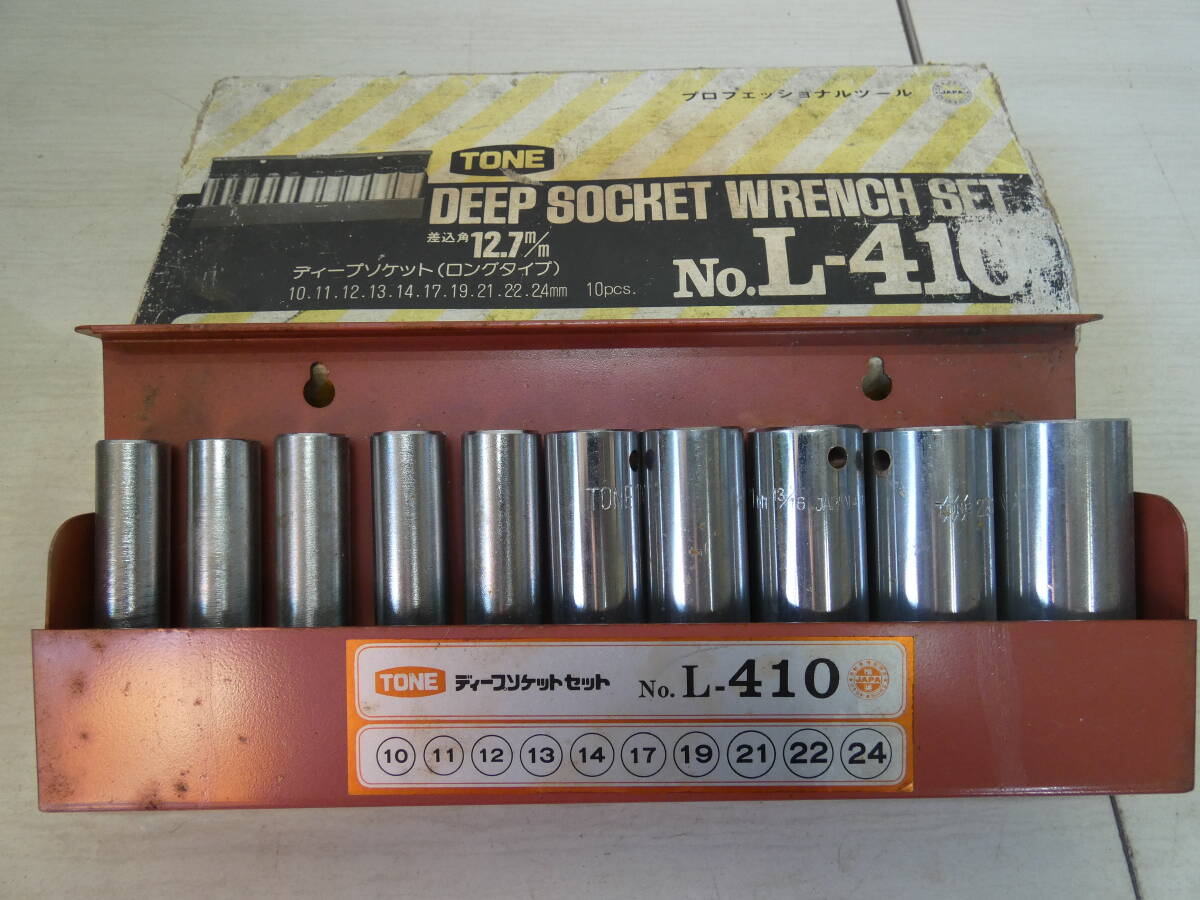 プロフェッショナルツール
JAPAN
TONE
DEEP SOCKET WRENCH SET
差込角 12.7m/m
ディープソケット(ロングタイプ)
10.11.12.13.14.17.19.21.22.24mm 10pcs.
No.L-410
TONE
13/16 JAPAN
TONE ディープソケットセット No. L-410
JAPAN
10 11 12 13 14 17 19 21 22 24